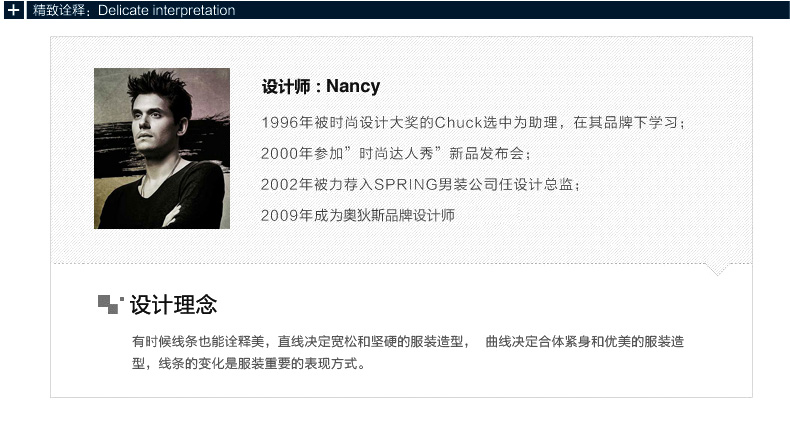 精致诠释：Delicate interpretation
设计师：Nancy
1996年被时尚设计大奖的Chuck选中为助理，在其品牌下学习；
2000年参加”时尚达人秀”新品发布会；
2002年被力荐入SPRING男装公司任设计总监；
2009年成为奥狄斯品牌设计师
设计理念
有时候线条也能诠释美，直线决定宽松和坚硬的服装造型， 曲线决定合体紧身和优美的服装造
型，线条的变化是服装重要的表现方式。